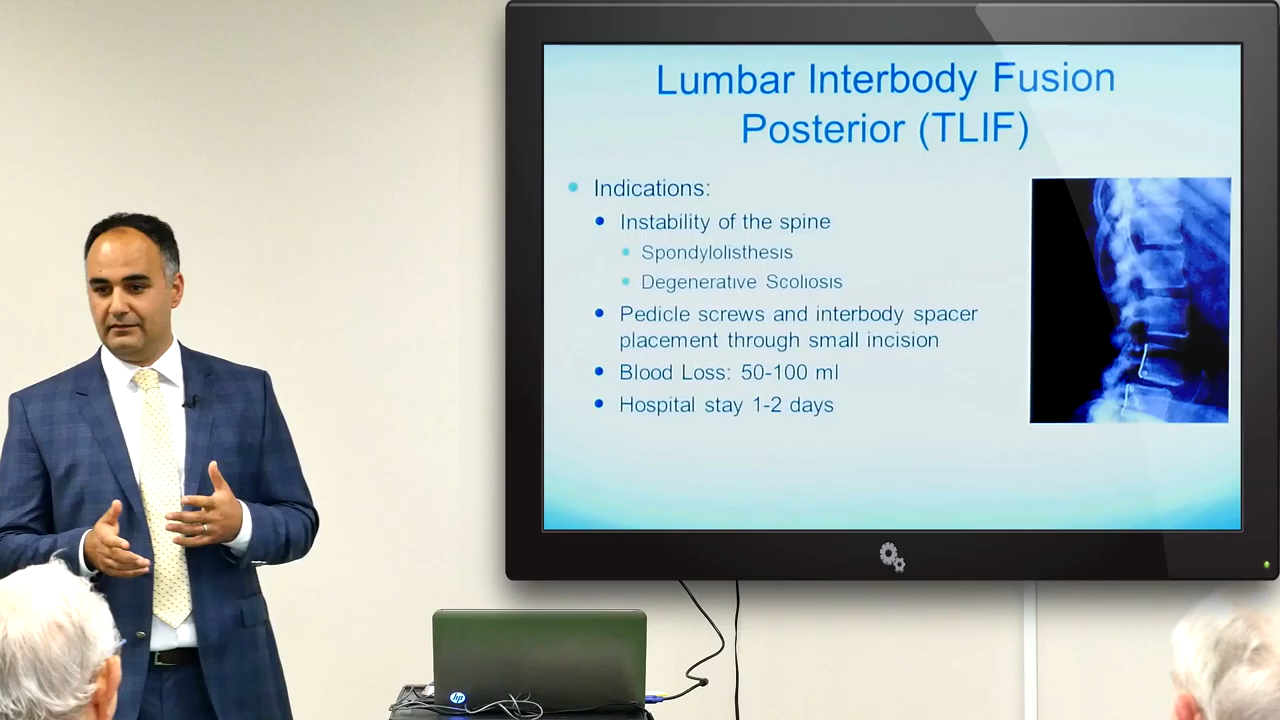 Lumbar Interbody Fusion
Posterior (TLIF)
Indications:
Instability of the spine
Spondylolisthesis
Degenerative Scoliosis
Pedicle screws and interbody spacer
placement through small incision
Blood Loss: 50-100 ml
Hospital stay 1-2 days
hp